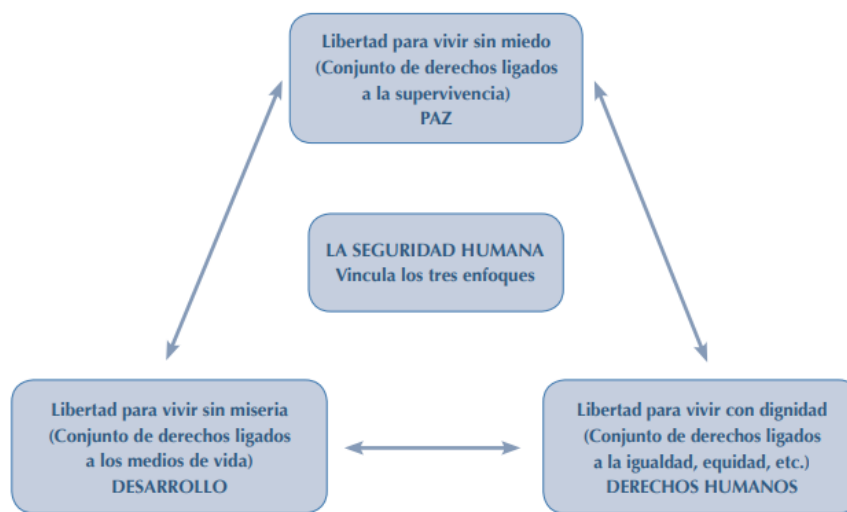 Libertad para vivir sin miedo
(Conjunto de derechos ligados
a la supervivencia)
PAZ
LA SEGURIDAD HUMANA
Vincula los tres enfoques
Libertad para vivir sin miseria
(Conjunto de derechos ligados
a los medios de vida)
DESARROLLO
Libertad para vivir con dignidad
(Conjunto de derechos ligados
a la igualdad, equidad, etc.)
DERECHOS HUMANOS